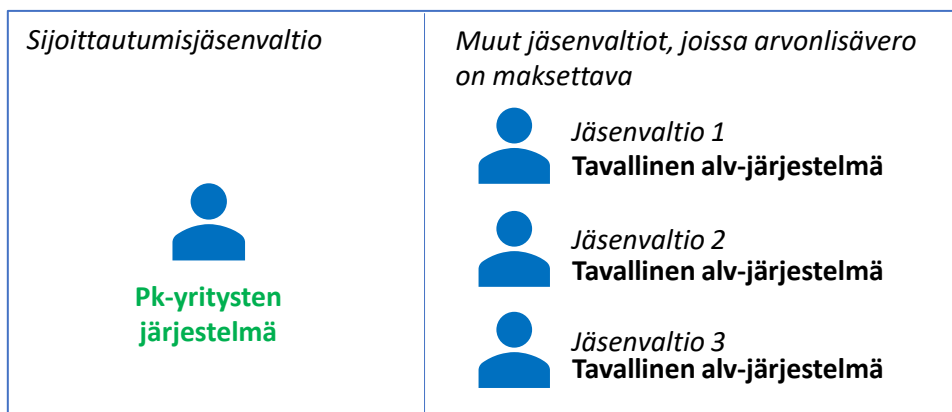 Sijoittautumisjäsenvaltio
Pk-yritysten
järjestelmä
Muut jäsenvaltiot, joissa arvonlisävero
on maksettava
Jäsenvaltio 1
Tavallinen alv-järjestelmä
Jäsenvaltio 2
Tavallinen alv-järjestelmä
Jäsenvaltio 3
Tavallinen alv-järjestelmä